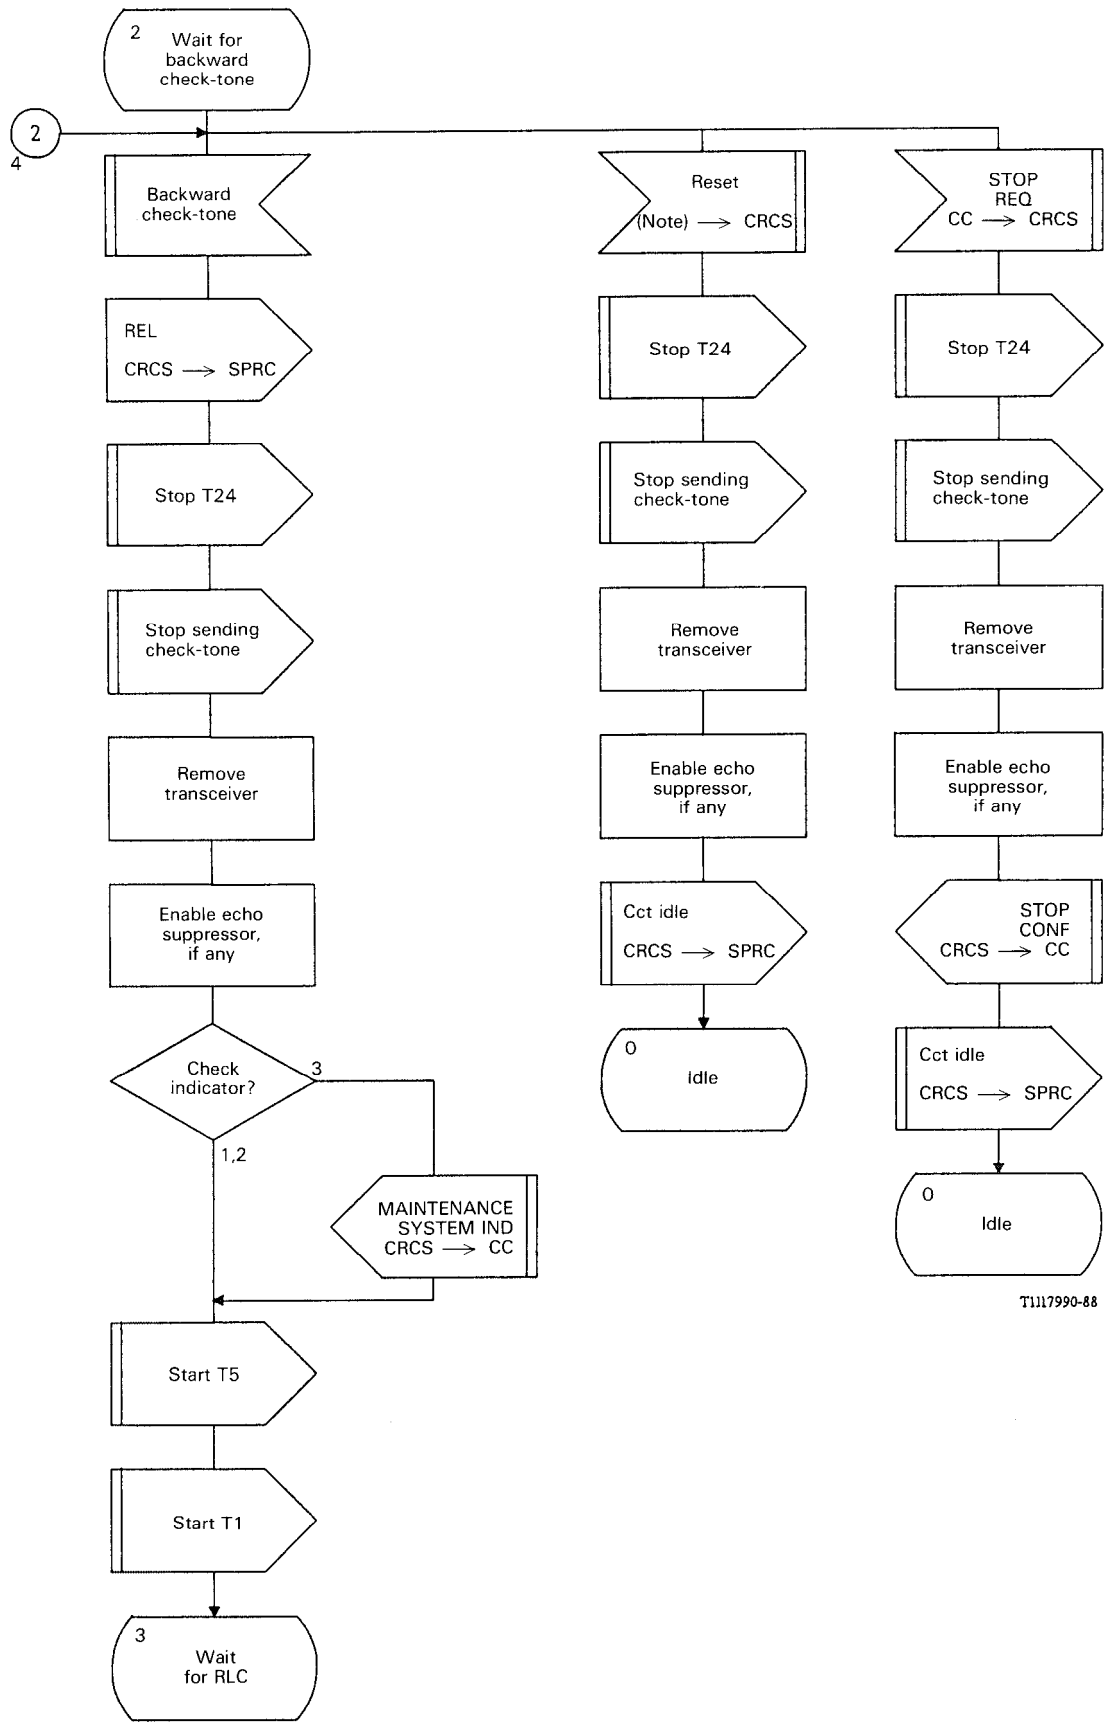 2
Wait for
backward
check-tone
2
4
Backward
check-tone
REL
CRCS → SPRC
Stop T24
Stop sending
check-tone
Remove
transceiver
Enable echo
suppressor,
if any
Check
indicator?
3
1,2
MAINTENANCE
SYSTEM IND
CRCS → CC
Start T5
Start T1
3
Wait
for RLC
Reset
(Note) → CRCS
Stop T24
Stop sending
check-tone
Remove
transceiver
Enable echo
suppressor,
if any
Cct idle
CRCS → SPRC
0
Idle
STOP
REQ
CC → CRCS
Stop T24
Stop sending
check-tone
Remove
transceiver
Enable echo
suppressor,
if any
STOP
CONF
CRCS → CC
Cct idle
CRCS → SPRC
0
Idle
T1117990-88